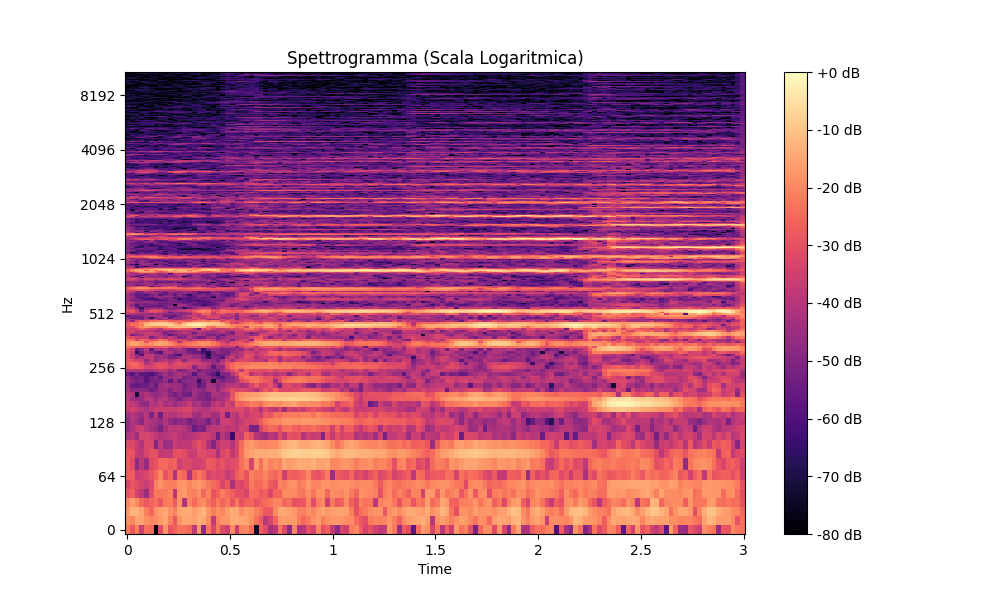 Spettrogramma (Scala Logaritmica)
Hz
8192
4096
2048
1024
512
256
128
64
0
0
0.5
1
1.5
2
2.5
3
Time
+0 dB
-10 dB
-20 dB
-30 dB
-40 dB
-50 dB
-60 dB
-70 dB
-80 dB